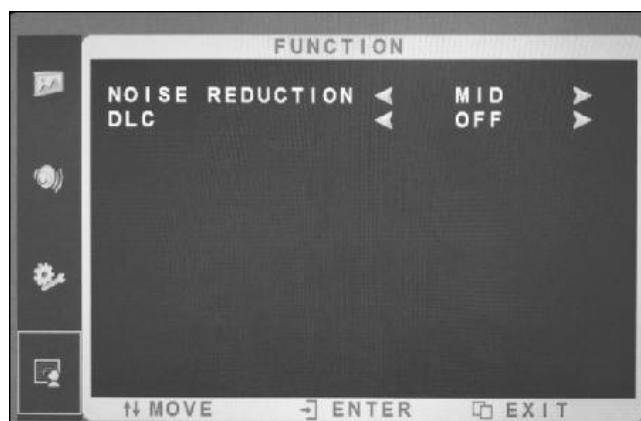 FUNCTION
NOISE REDUCTION MID
DLC OFF
MOVE ENTER EXIT